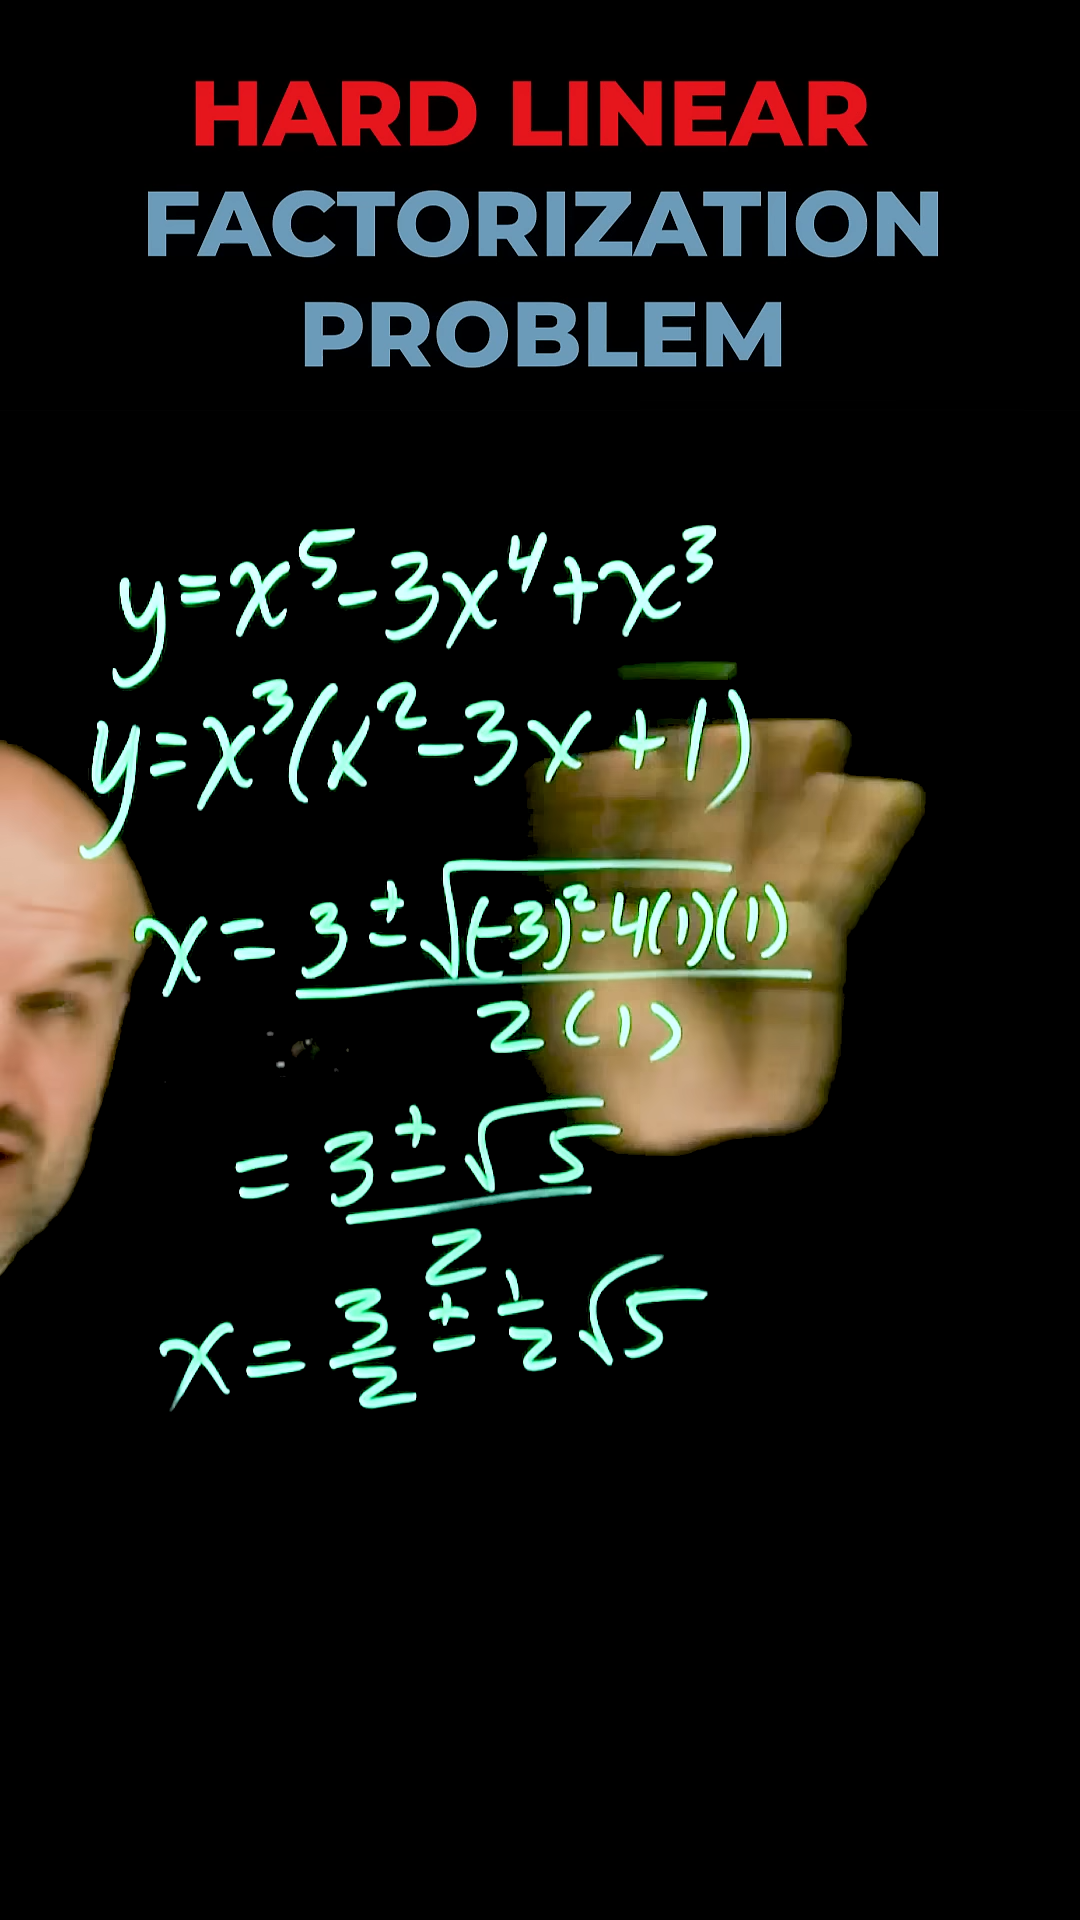 HARD LINEAR
FACTORIZATION
PROBLEM
y=x⁵-3x⁴+x³
y=x³(x²-3x+1)
x=(3±√((-3)²-4(1)(1)))/(2(1))
=(3±√5)/2
x=3/2±1/2√5